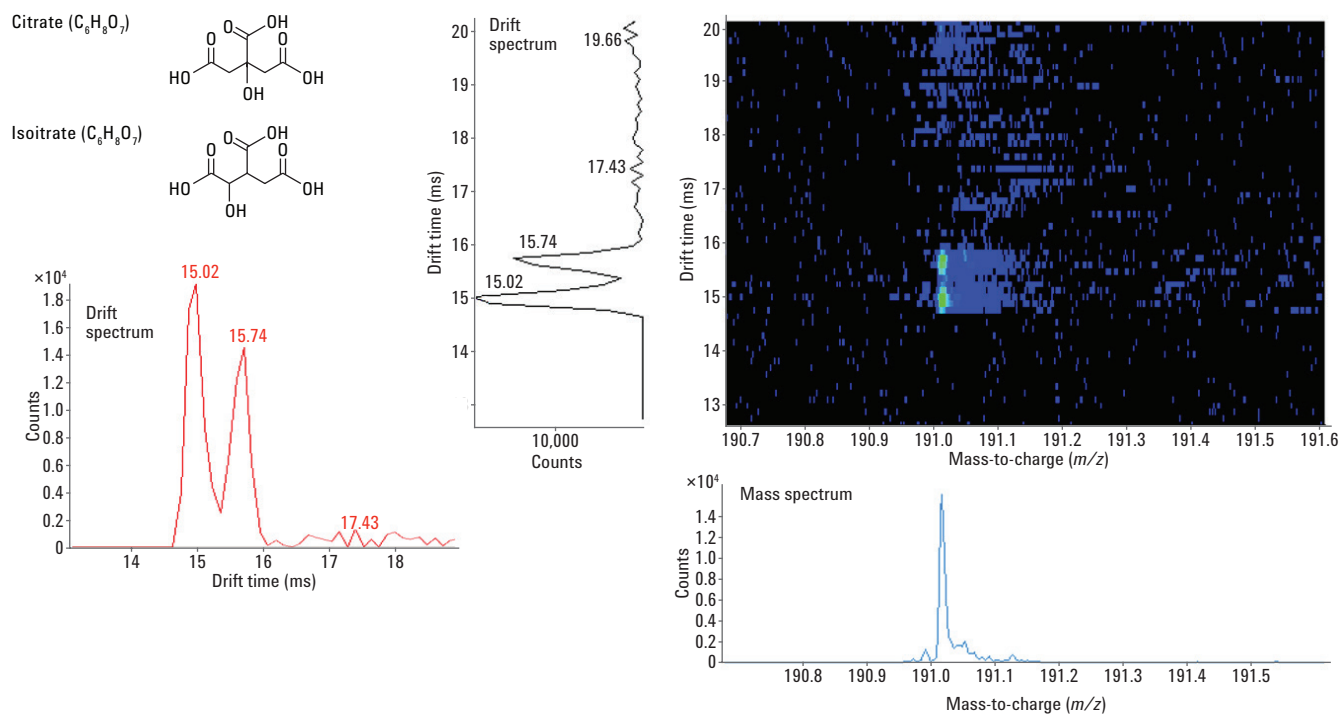 Citrate (C₆H₈O₇)
O
OH
O
O
HO
OH
OH
Isoitrate (C₆H₈O₇)
O
OH
O
O
HO
OH
OH
×10⁴
Drift
spectrum
15.02
15.74
17.43
1.8
1.6
1.4
1.2
1.0
0.8
0.6
0.4
0.2
0
Counts
14
15
16
17
18
Drift time (ms)
Drift
spectrum
19.66
17.43
15.74
15.02
20
19
18
17
16
15
14
Drift time (ms)
10,000
Counts
20
19
18
17
16
15
14
13
Drift time (ms)
190.7
190.8
190.9
191.0
191.1
191.2
191.3
191.4
191.5
191.6
Mass-to-charge (m/z)
×10⁴
Mass spectrum
1.4
1.2
1.0
0.8
0.6
0.4
0.2
0
Counts
190.8
190.9
191.0
191.1
191.2
191.3
191.4
191.5
Mass-to-charge (m/z)